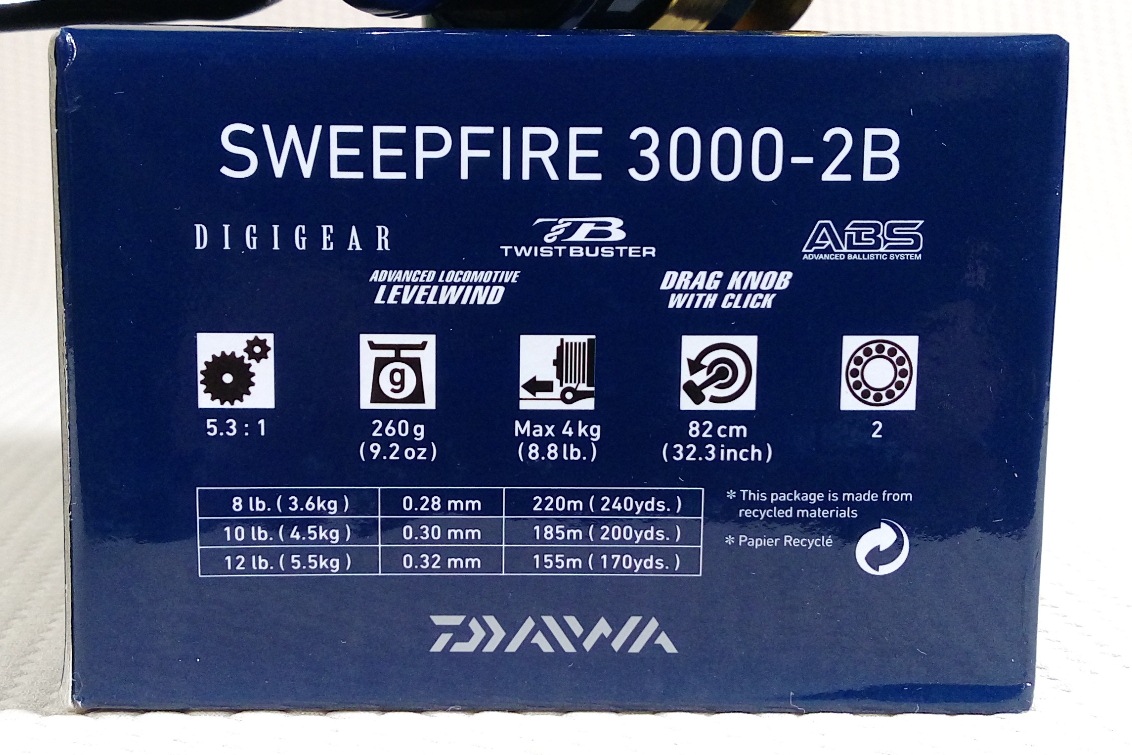 SWEEPFIRE 3000-2B
DIGIGEAR
TB
TWIST BUSTER
ABS
ADVANCED BALLISTIC SYSTEM
ADVANCED LOCOMOTIVE
LEVELWIND
DRAG KNOB
WITH CLICK
g
5.3 : 1
260g
(9.2oz)
Max 4kg
(8.8lb.)
82cm
(32.3inch)
2
8 lb. ( 3.6kg ) 0.28 mm 220m ( 240yds. )
10 lb. ( 4.5kg ) 0.30 mm 185m ( 200yds. )
12 lb. ( 5.5kg ) 0.32 mm 155m ( 170yds. )
* This package is made from
recycled materials
* Papier Recyclé
DAIWA